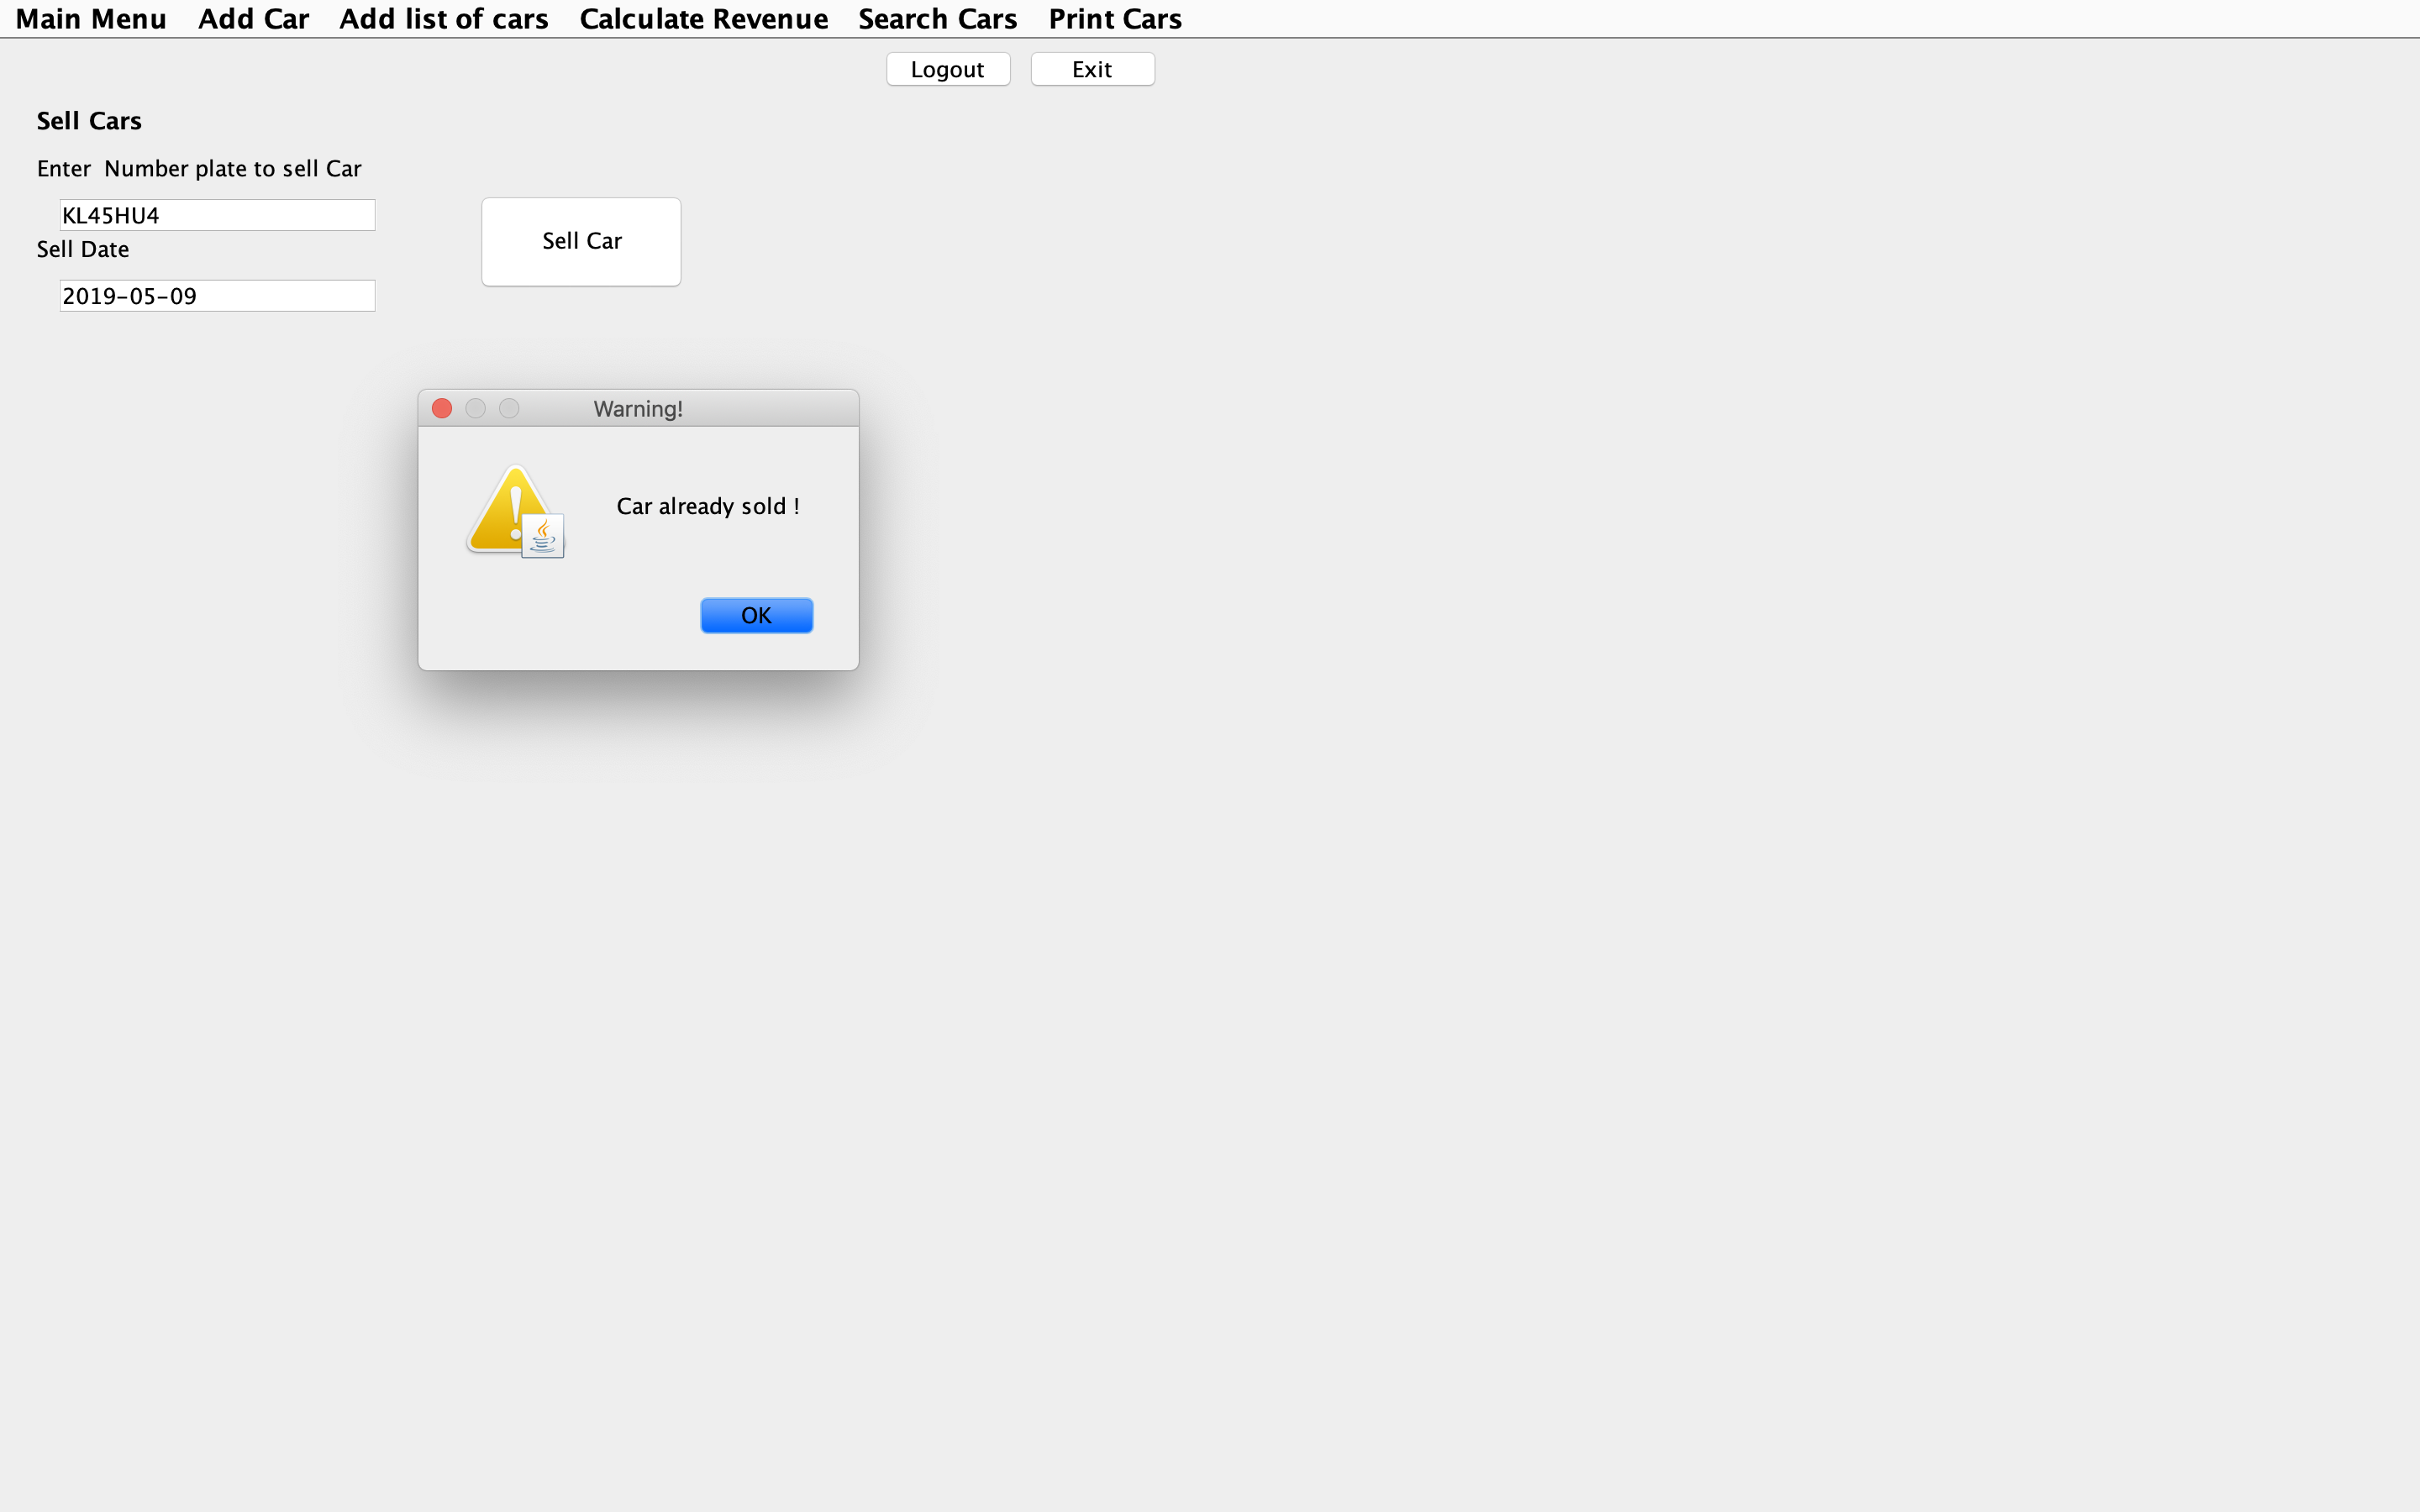 Main Menu Add Car Add list of cars Calculate Revenue Search Cars Print Cars
Logout Exit
Sell Cars
Enter  Number plate to sell Car
KL45HU4
Sell Car
Sell Date
2019-05-09
Warning!
Car already sold !
OK